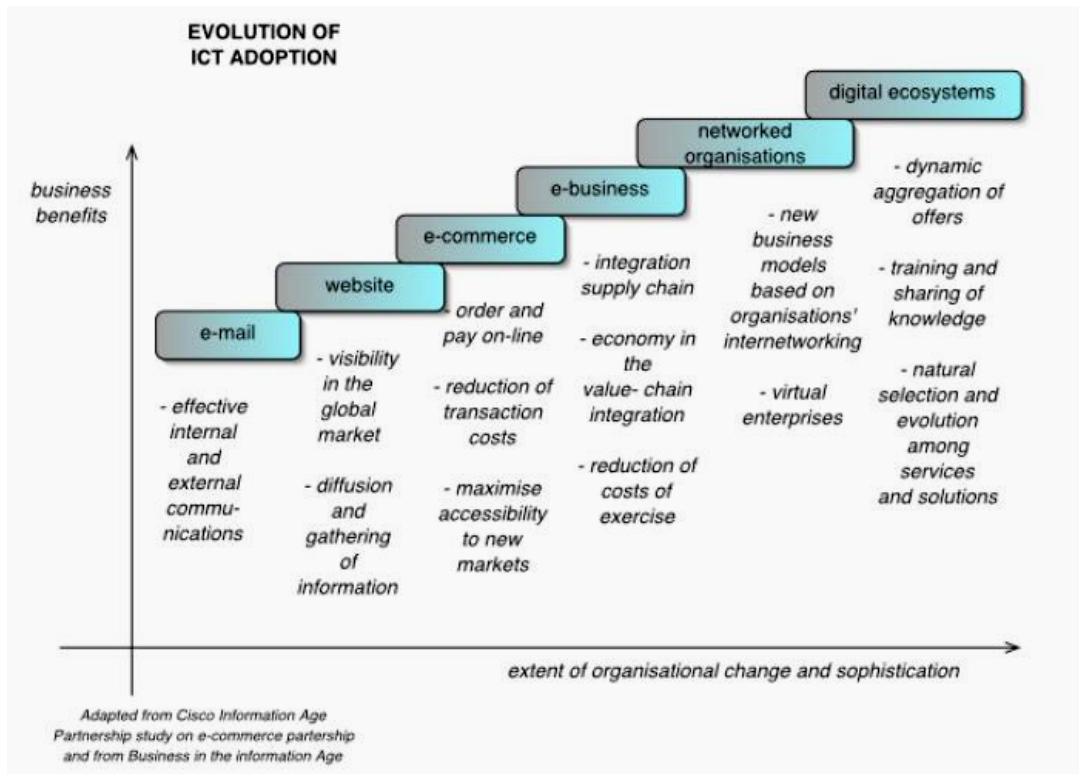 EVOLUTION OF
ICT ADOPTION
business
benefits
digital ecosystems
- dynamic
aggregation of
offers
- training and
sharing of
knowledge
- natural
selection and
evolution
among
services
and solutions
networked
organisations
- new
business
models
based on
organisations'
internetworking
- virtual
enterprises
e-business
- integration
supply chain
- economy in
the
value- chain
integration
- reduction of
costs of
exercise
e-commerce
- order and
pay on-line
- reduction of
transaction
costs
- maximise
accessibility
to new
markets
website
- visibility
in the
global
market
- diffusion
and
gathering
of
information
e-mail
- effective
internal
and
external
commu-
nications
extent of organisational change and sophistication
Adapted from Cisco Information Age
Partnership study on e-commerce partership
and from Business in the information Age